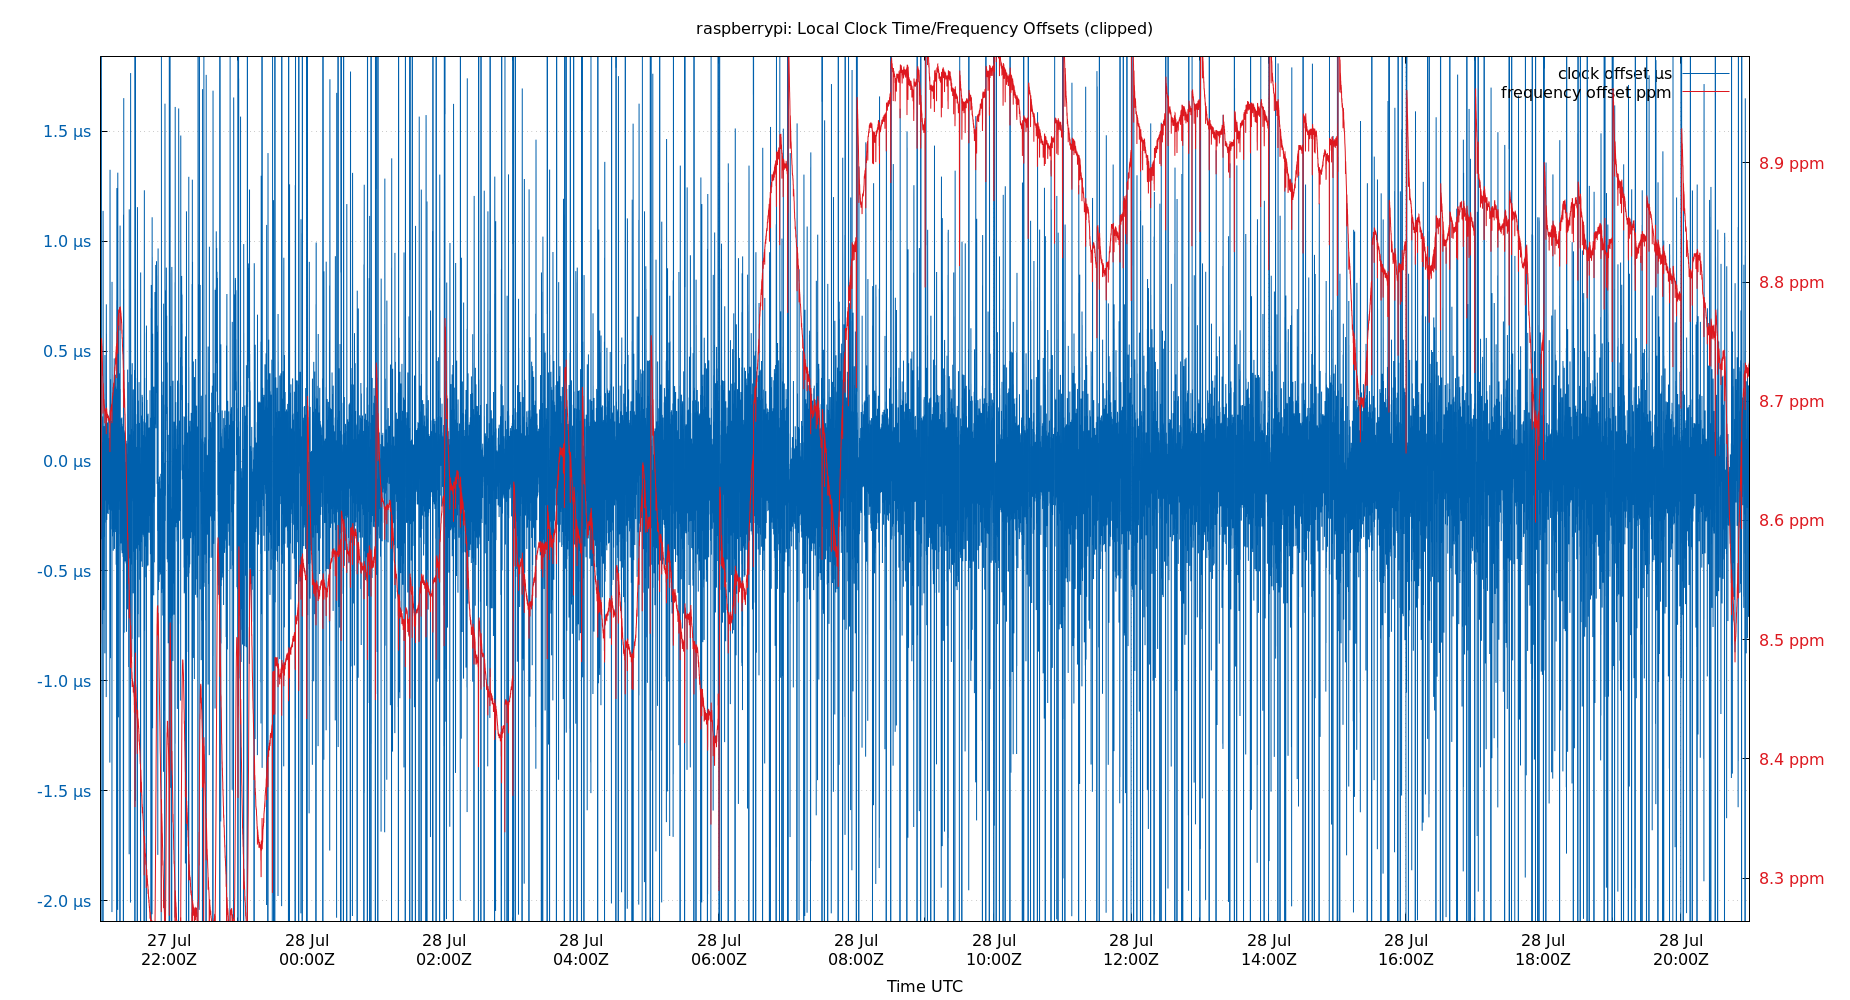 raspberrypi: Local Clock Time/Frequency Offsets (clipped)
clock offset µs
frequency offset ppm
1.5 µs
1.0 µs
0.5 µs
0.0 µs
-0.5 µs
-1.0 µs
-1.5 µs
-2.0 µs
8.9 ppm
8.8 ppm
8.7 ppm
8.6 ppm
8.5 ppm
8.4 ppm
8.3 ppm
27 Jul 28 Jul 28 Jul 28 Jul 28 Jul 28 Jul 28 Jul 28 Jul 28 Jul 28 Jul 28 Jul 28 Jul
22:00Z 00:00Z 02:00Z 04:00Z 06:00Z 08:00Z 10:00Z 12:00Z 14:00Z 16:00Z 18:00Z 20:00Z
Time UTC